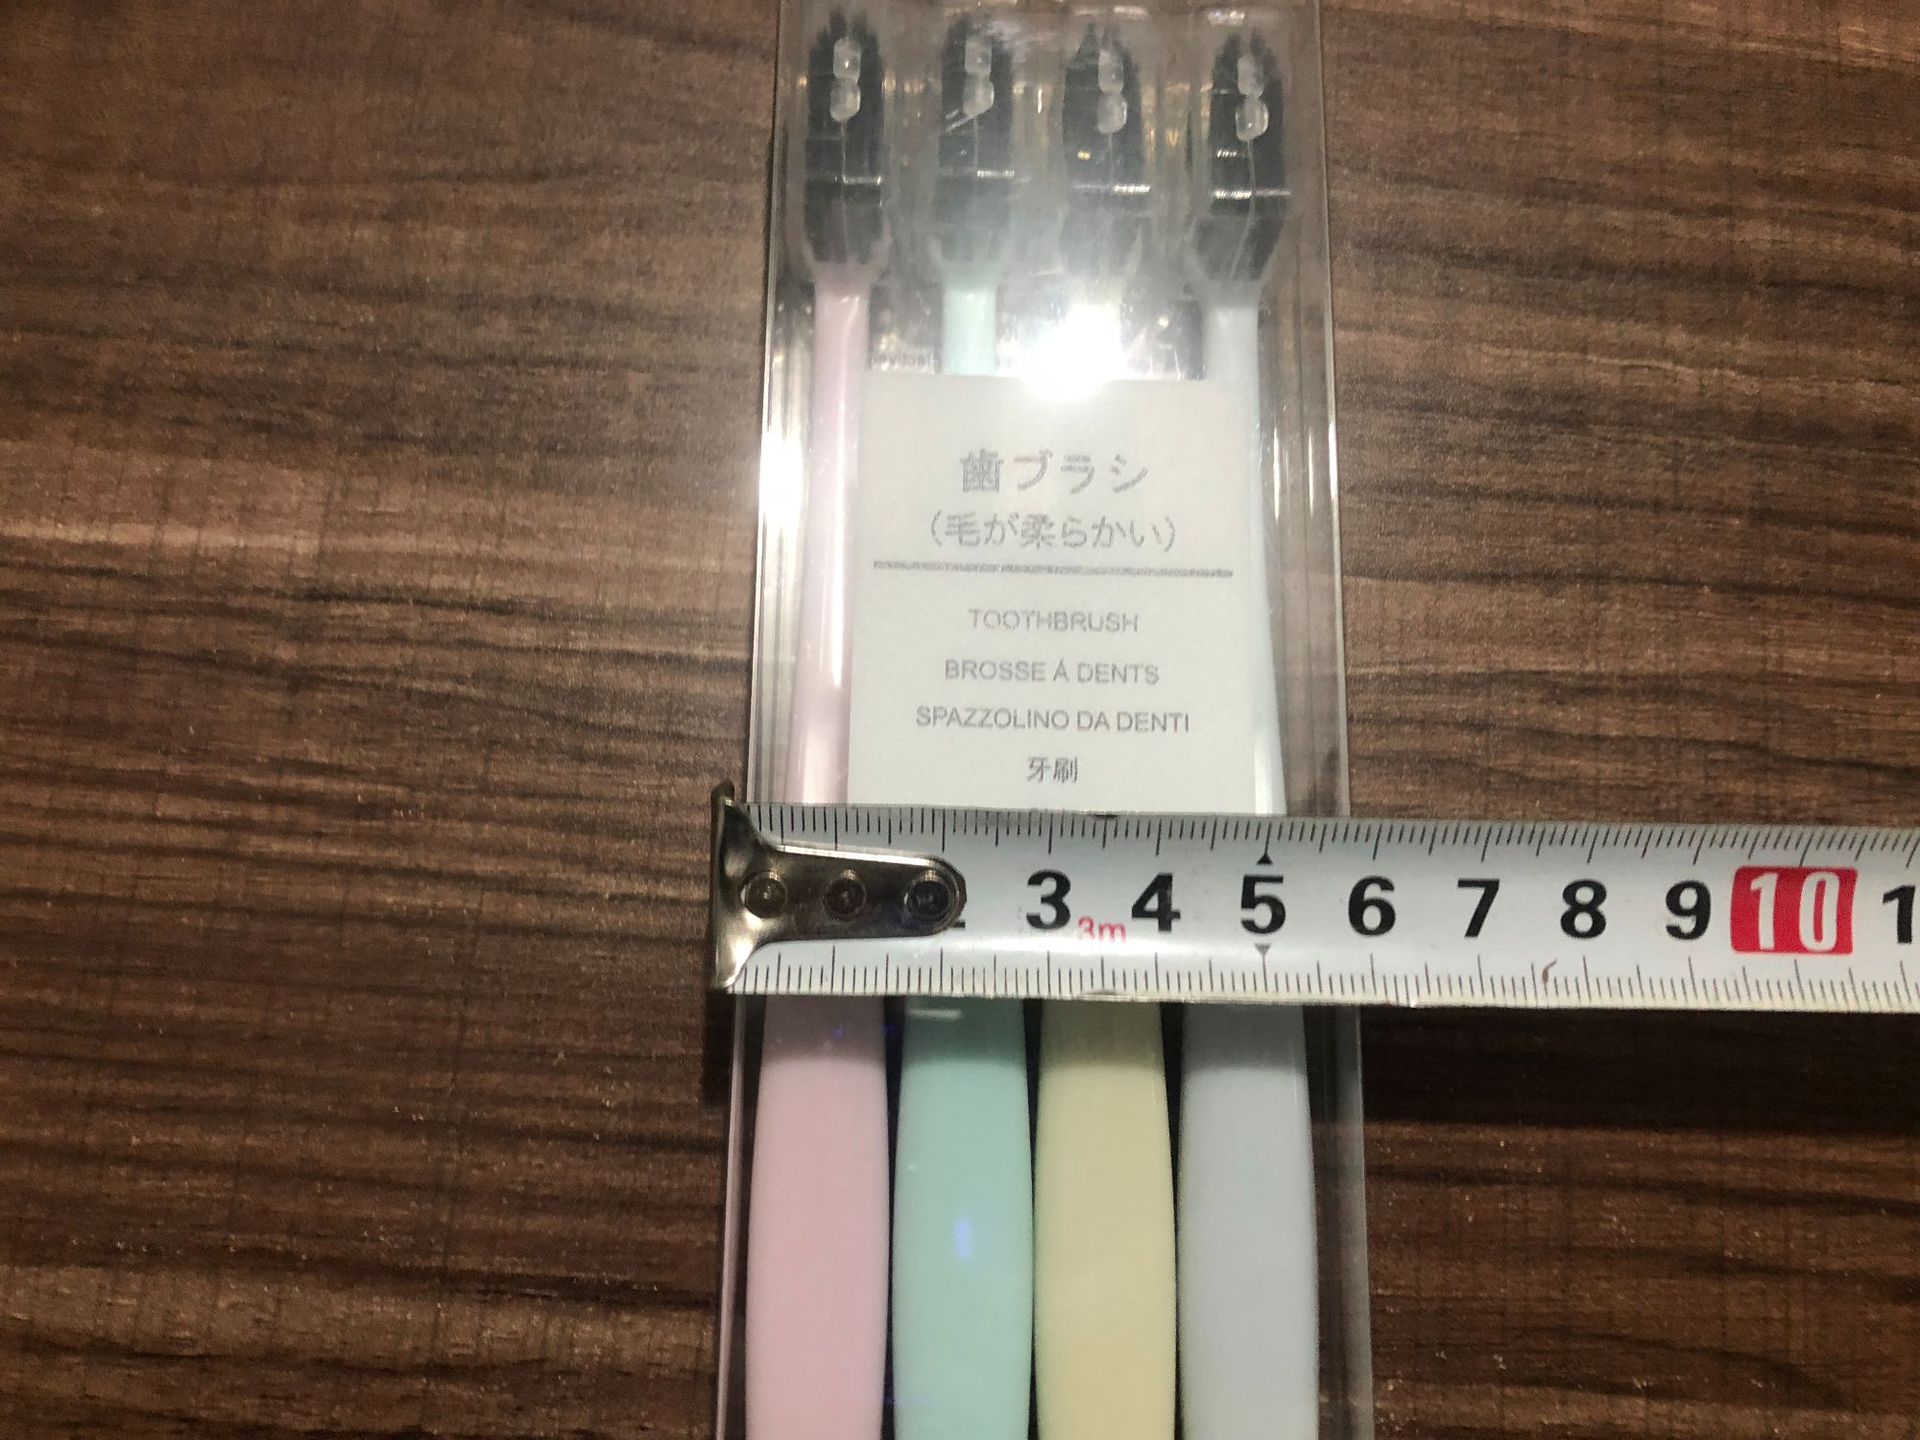 歯ブラシ
(毛が柔らかい)
TOOTHBRUSH
BROSSE Á DENTS
SPAZZOLINO DA DENTI
牙刷
3 4 5 6 7 8 9 10 1
3m